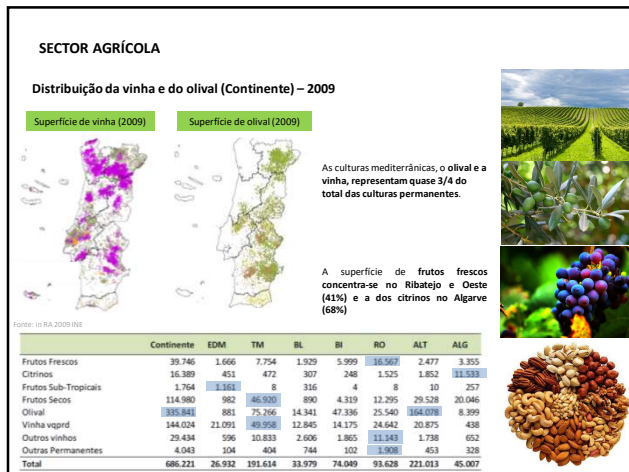 SECTOR AGRÍCOLA
Distribuição da vinha e do olival (Continente) – 2009
Superfície de vinha (2009)
Superfície de olival (2009)
As culturas mediterrânicas, o olival e a
vinha, representam quase 3/4 do
total das culturas permanentes.
A superfície de frutos frescos
concentra-se no Ribatejo e Oeste
(41%) e a dos citrinos no Algarve
(68%)
Fonte: in RA 2009 INE
Continente EDM TM BL BI RO ALT ALG
Frutos Frescos 39.746 1.666 7.754 1.929 5.999 16.567 2.477 3.355
Citrinos 16.389 451 472 307 248 1.525 1.852 11.533
Frutos Sub-Tropicais 1.764 1.161 8 316 4 8 10 257
Frutos Secos 114.980 982 46.920 890 4.319 12.295 29.528 20.046
Olival 335.841 881 75.266 14.341 47.336 25.540 164.078 8.399
Vinha vqprd 144.024 21.091 49.958 12.845 14.175 24.642 20.875 438
Outros vinhos 29.434 596 10.833 2.606 1.865 11.143 1.738 652
Outras Permanentes 4.043 104 404 744 102 1.908 453 328
Total 686.221 26.932 191.614 33.979 74.049 93.628 221.013 45.007